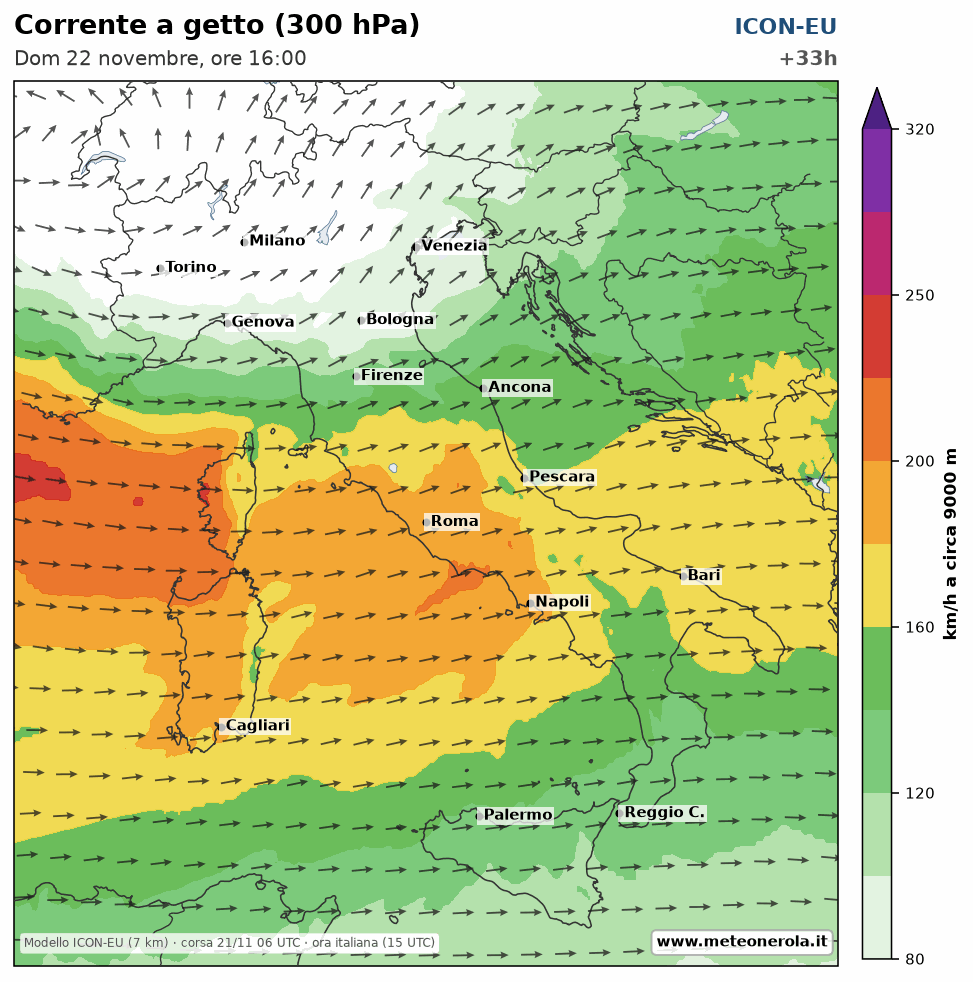 Corrente a getto (300 hPa)
ICON-EU
Dom 22 novembre, ore 16:00
+33h
320
Milano
Venezia
Torino
250
Genova
Bologna
Firenze
Ancona
200
Pescara
Roma
km/h a circa 9000 m
Bari
Napoli
160
Cagliari
120
Palermo
Reggio C.
Modello ICON-EU (7 km) · corsa 21/11 06 UTC · ora italiana (15 UTC)
www.meteonerola.it
80